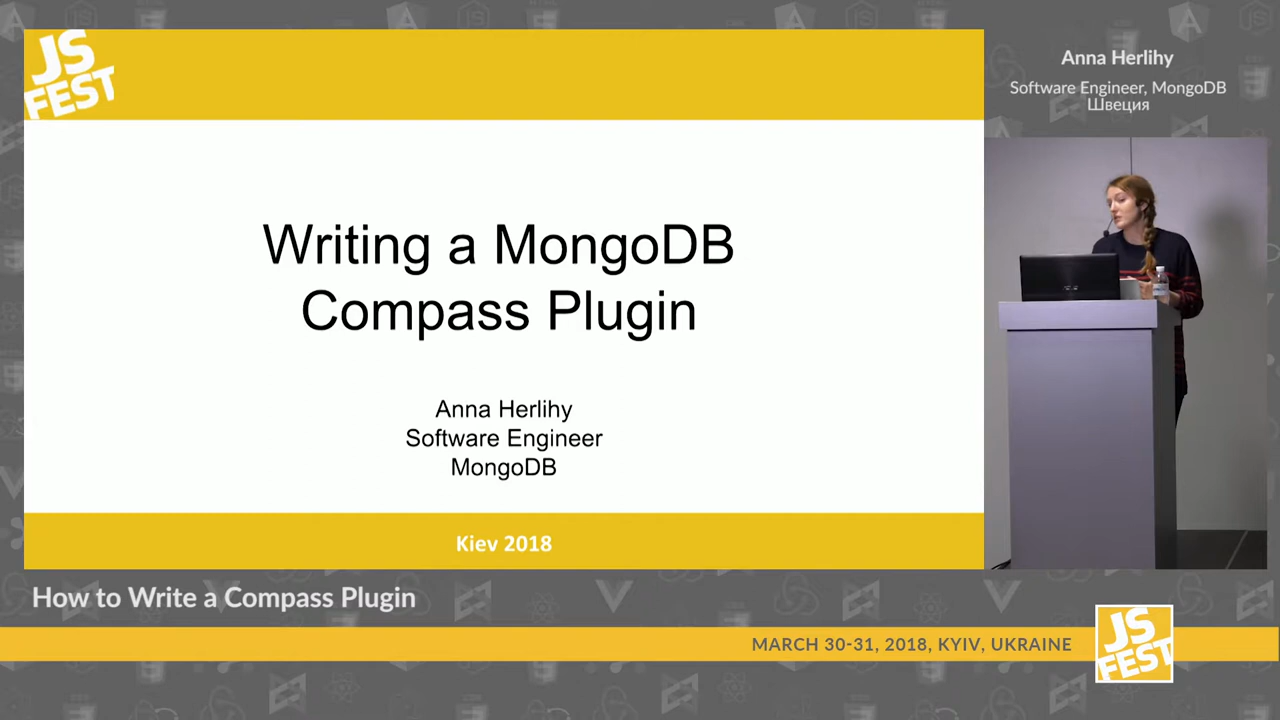 JS
FEST
Writing a MongoDB
Compass Plugin
Anna Herlihy
Software Engineer
MongoDB
Kiev 2018
Anna Herlihy
Software Engineer, MongoDB
Швеция
How to Write a Compass Plugin
MARCH 30-31, 2018, KYIV, UKRAINE
JS
FEST